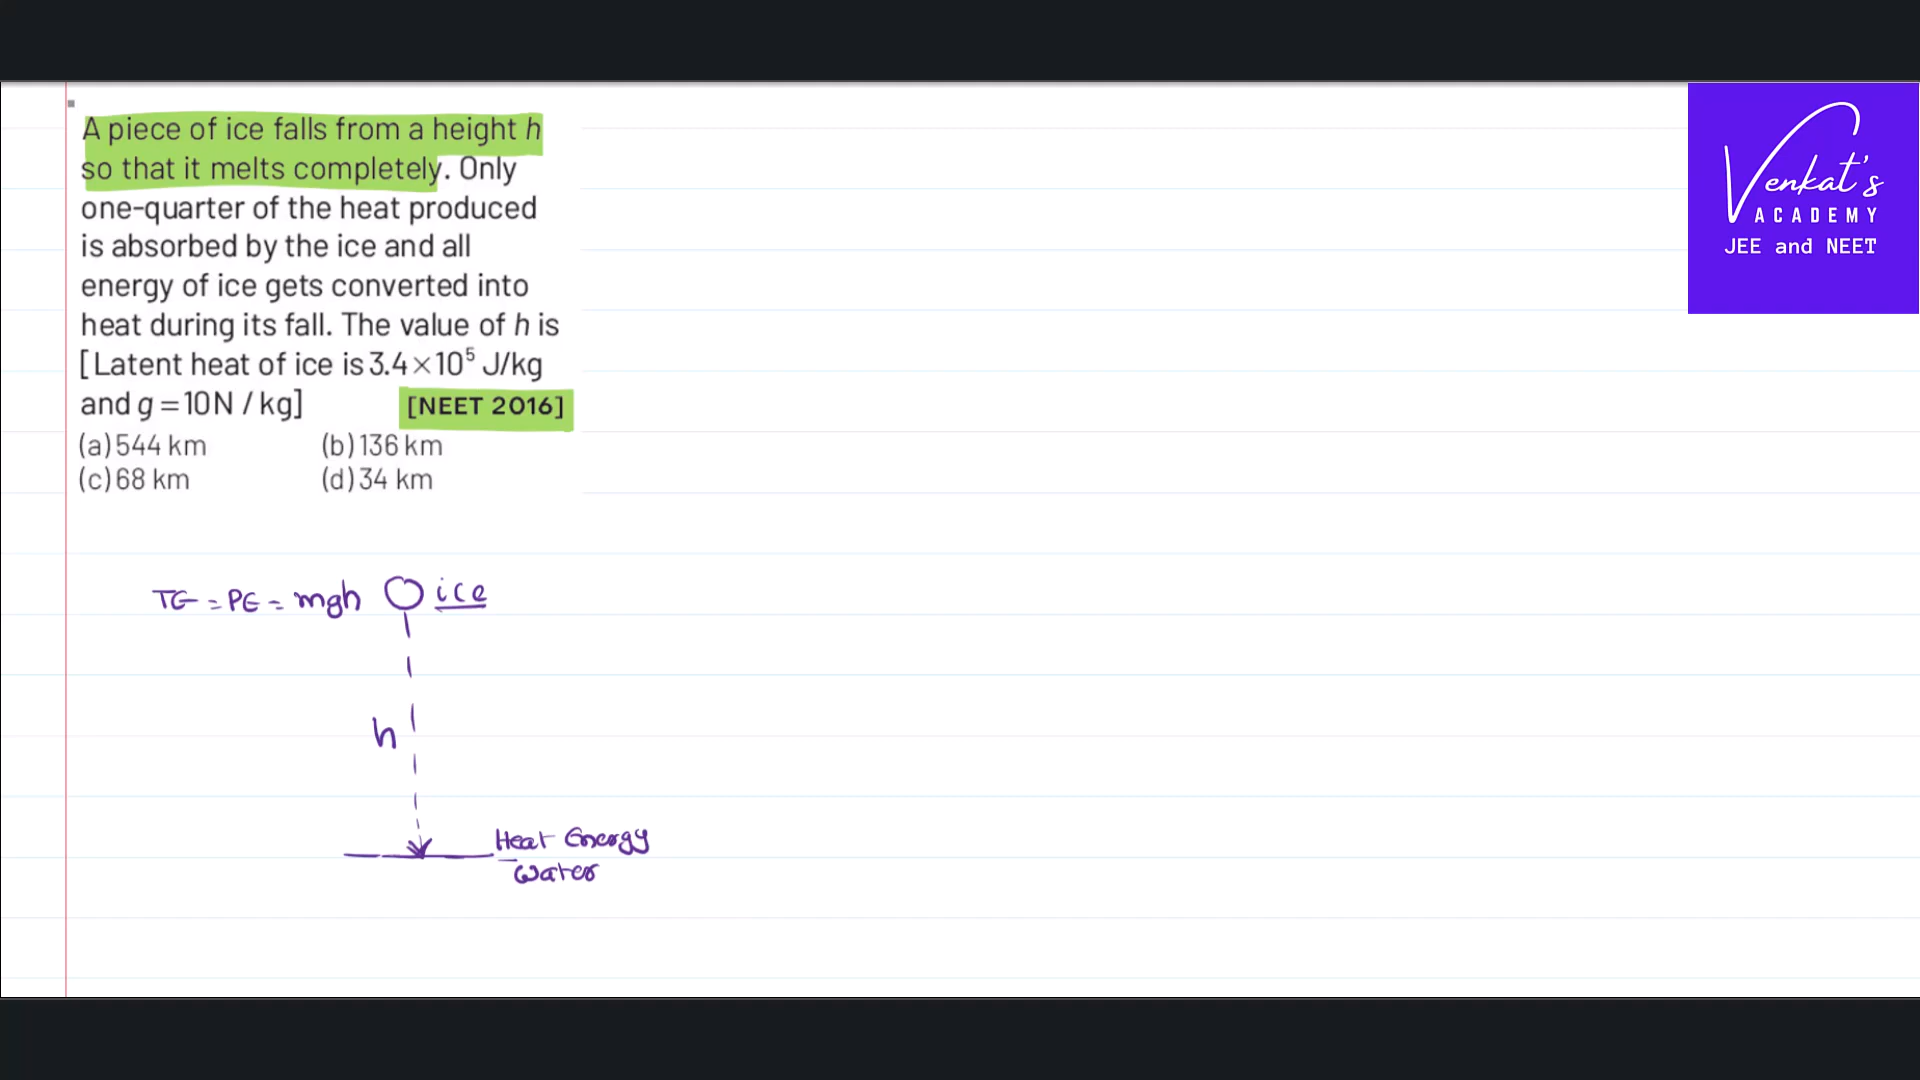 A piece of ice falls from a height h
so that it melts completely. Only
one-quarter of the heat produced
is absorbed by the ice and all
energy of ice gets converted into
heat during its fall. The value of h is
[Latent heat of ice is 3.4×10⁵ J/kg
and g = 10N / kg] [NEET 2016]
(a) 544 km (b) 136 km
(c) 68 km (d) 34 km
Venkat's
ACADEMY
JEE and NEET
TE = PE = mgh ice
h
Heat Energy
Water